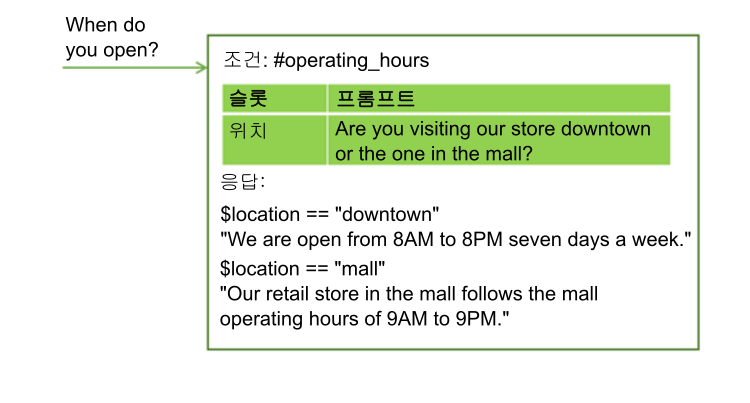 When do
you open?
조건: #operating_hours
슬롯 프롬프트
위치 Are you visiting our store downtown
or the one in the mall?
응답:
$location == "downtown"
"We are open from 8AM to 8PM seven days a week."
$location == "mall"
"Our retail store in the mall follows the mall
operating hours of 9AM to 9PM."